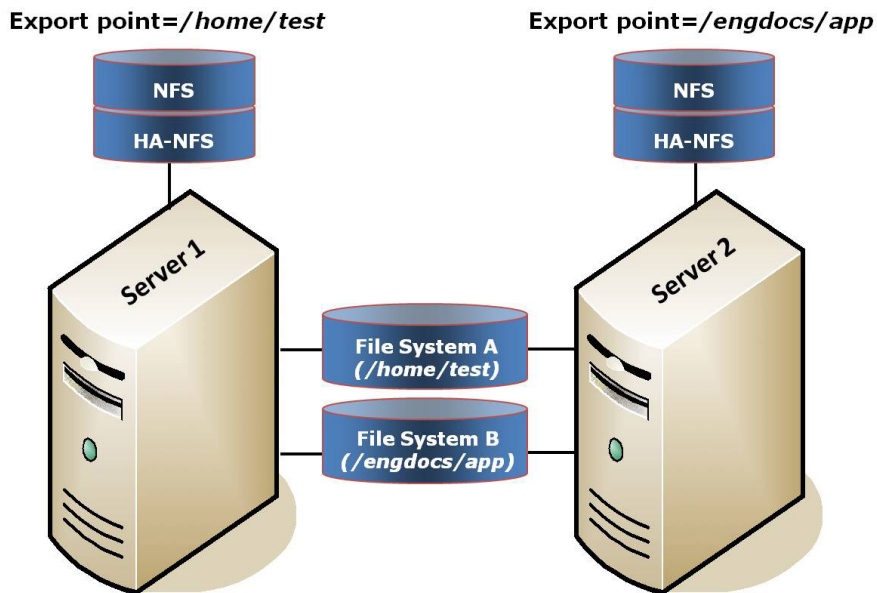 Export point=/home/test
Export point=/engdocs/app
NFS
HA-NFS
NFS
HA-NFS
Server 1
Server 2
File System A
(/home/test)
File System B
(/engdocs/app)